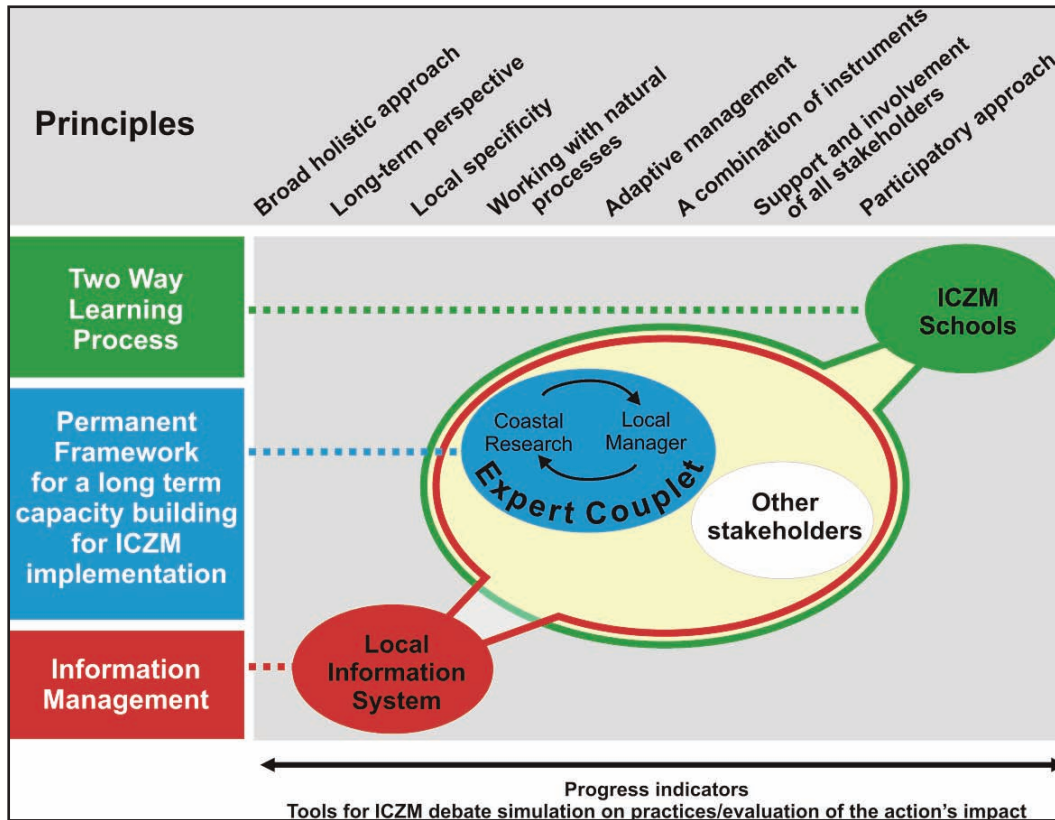 Principles
Broad holistic approach
Long-term perspective
Local specificity
Working with natural
processes
Adaptive management
A combination of instruments
Support and involvement
of all stakeholders
Participatory approach
Two Way
Learning
Process
ICZM
Schools
Permanent
Framework
for a long term
capacity building
for ICZM
implementation
Coastal
Research
Local
Manager
Expert Couplet
Other
stakeholders
Information
Management
Local
Information
System
Progress indicators
Tools for ICZM debate simulation on practices/evaluation of the action's impact